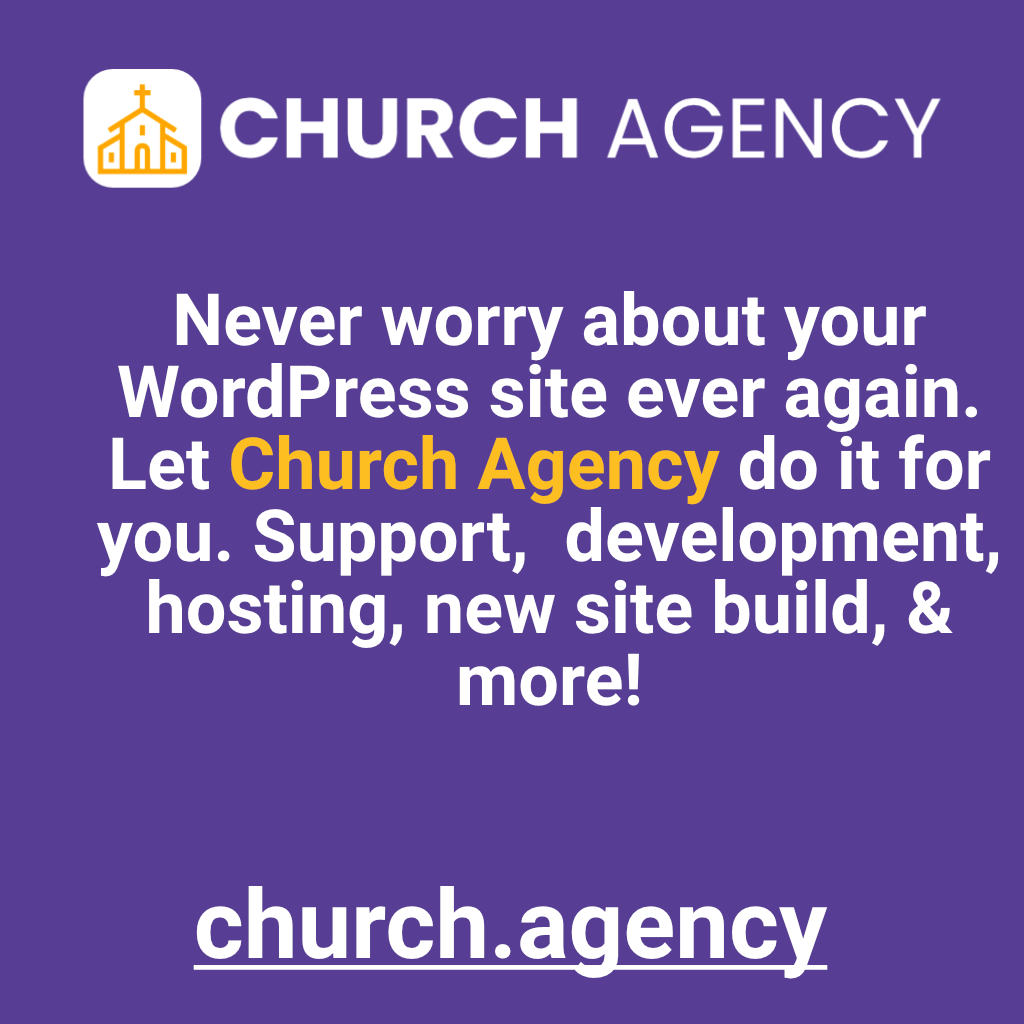 CHURCH AGENCY
Never worry about your
WordPress site ever again.
Let Church Agency do it for
you. Support,  development,
hosting, new site build, &
more!
church.agency